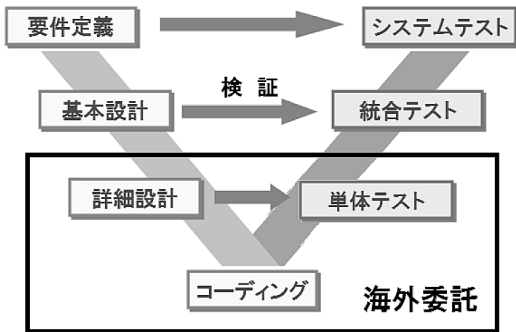 要件定義
システムテスト
検 証
基本設計
統合テスト
詳細設計
単体テスト
コーディング
海外委託